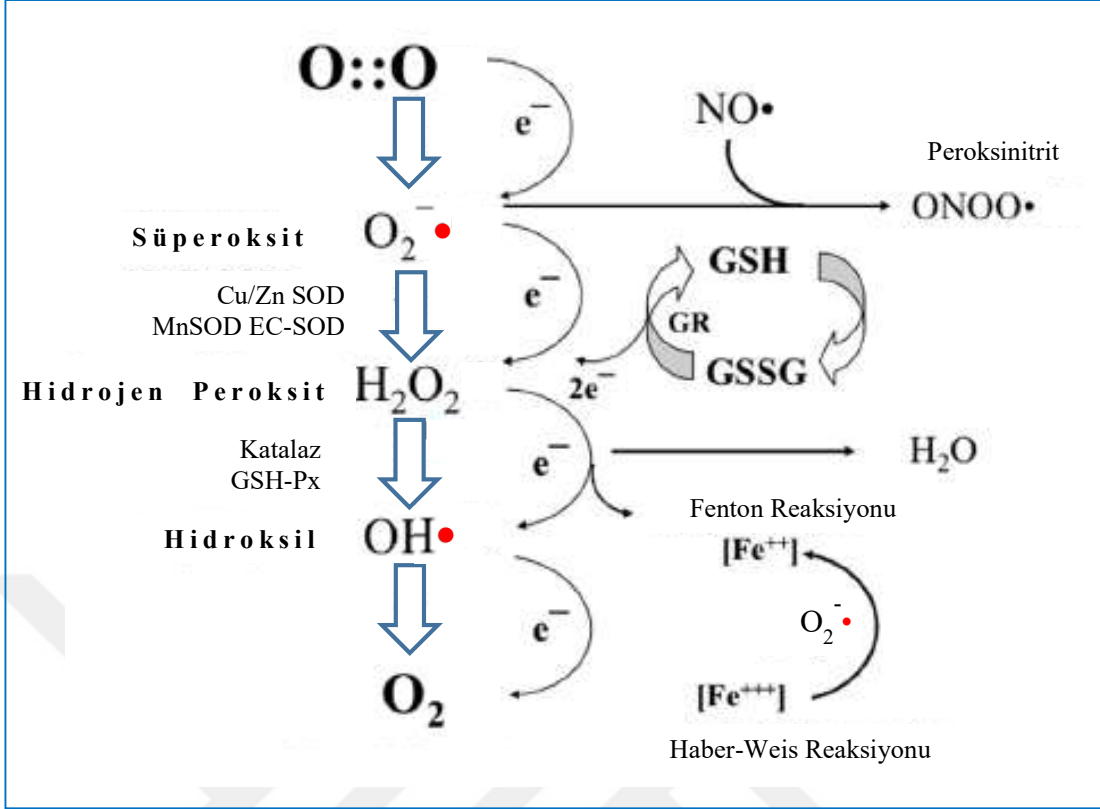 O::O
e⁻
NO•
Peroksinitrit
ONOO•
Süperoksit
O₂⁻•
Cu/Zn SOD
MnSOD EC-SOD
e⁻
GSH
GR
GSSG
2e⁻
Hidrojen Peroksit
H₂O₂
Katalaz
GSH-Px
e⁻
H₂O
Fenton Reaksiyonu
[Fe⁺⁺]
Hidroksil
OH•
e⁻
O₂⁻•
O₂
[Fe⁺⁺⁺]
Haber-Weis Reaksiyonu